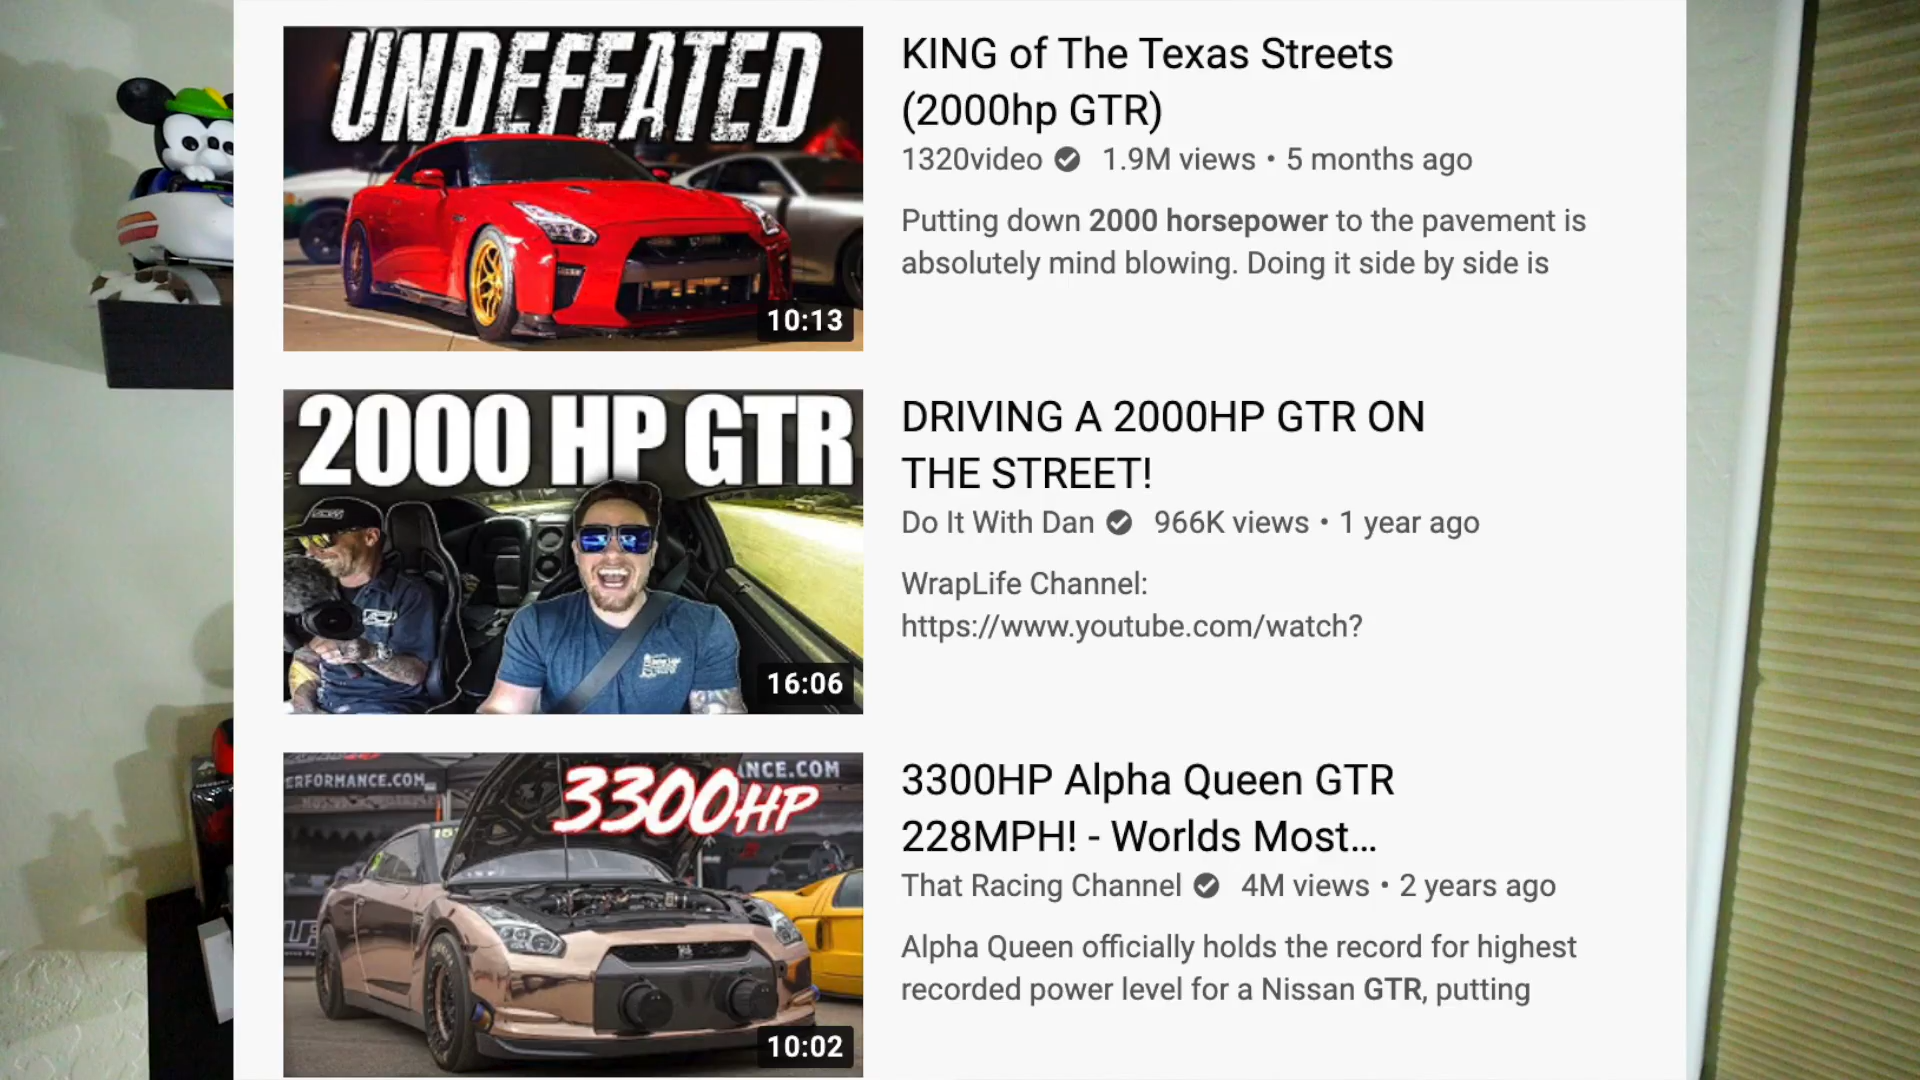 UNDEFEATED
10:13
KING of The Texas Streets
(2000hp GTR)
1320video 1.9M views • 5 months ago
Putting down 2000 horsepower to the pavement is
absolutely mind blowing. Doing it side by side is
2000 HP GTR
16:06
DRIVING A 2000HP GTR ON
THE STREET!
Do It With Dan 966K views • 1 year ago
WrapLife Channel:
https://www.youtube.com/watch?
ERFORMANCE.COM
NCE.COM
3300HP
10:02
3300HP Alpha Queen GTR
228MPH! - Worlds Most...
That Racing Channel 4M views • 2 years ago
Alpha Queen officially holds the record for highest
recorded power level for a Nissan GTR, putting